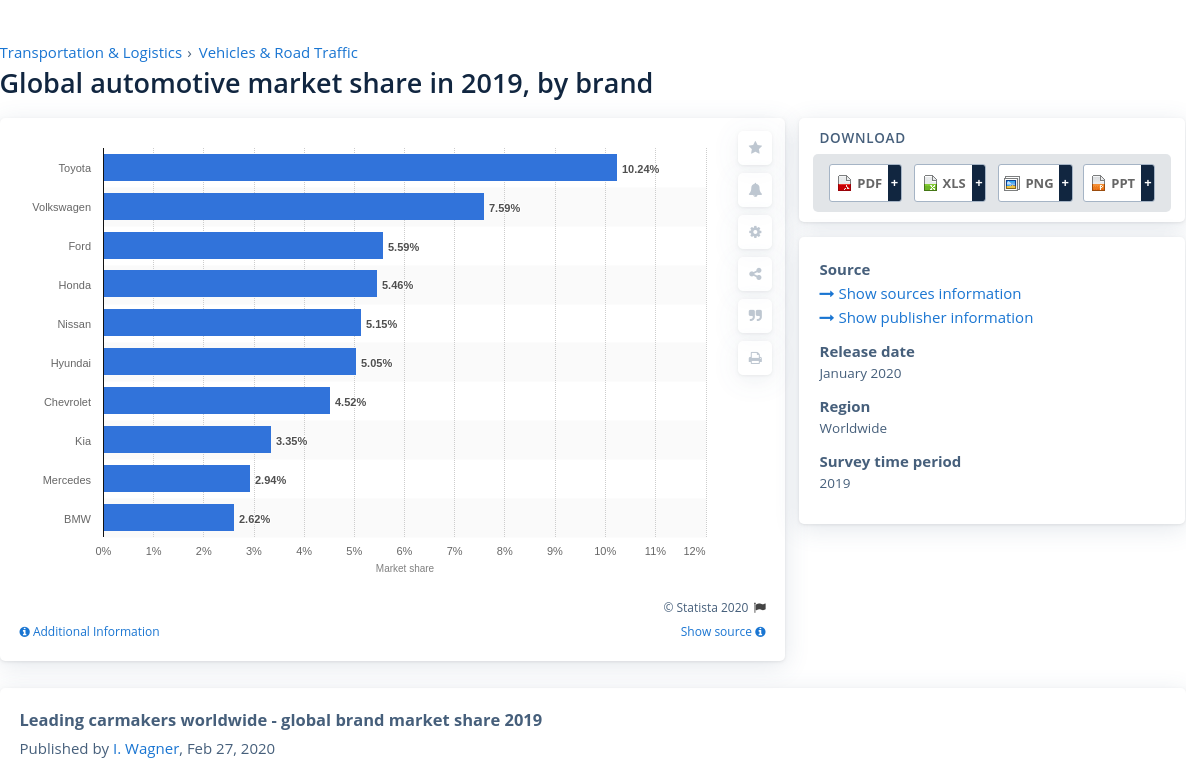 Transportation & Logistics › Vehicles & Road Traffic
Global automotive market share in 2019, by brand
Toyota 10.24%
Volkswagen 7.59%
Ford 5.59%
Honda 5.46%
Nissan 5.15%
Hyundai 5.05%
Chevrolet 4.52%
Kia 3.35%
Mercedes 2.94%
BMW 2.62%
0% 1% 2% 3% 4% 5% 6% 7% 8% 9% 10% 11% 12%
Market share
© Statista 2020
Additional Information Show source
DOWNLOAD
PDF + XLS + PNG + PPT +
Source
Show sources information
Show publisher information
Release date
January 2020
Region
Worldwide
Survey time period
2019
Leading carmakers worldwide - global brand market share 2019
Published by I. Wagner, Feb 27, 2020